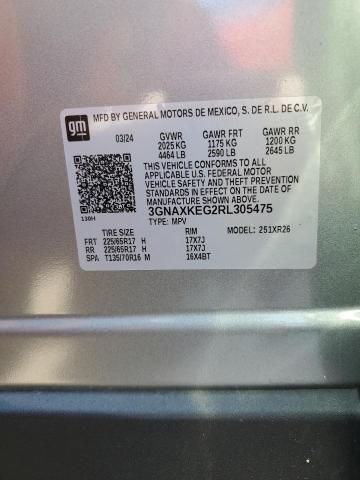 gm
MFD BY GENERAL MOTORS DE MEXICO, S. DE R.L. DE C.V.
03/24 GVWR GAWR FRT GAWR RR
2025 KG 1175 KG 1200 KG
4464 LB 2590 LB 2645 LB
THIS VEHICLE CONFORMS TO ALL
APPLICABLE U.S. FEDERAL MOTOR
VEHICLE SAFETY, BUMPER, AND THEFT
PREVENTION STANDARDS IN EFFECT ON
THE DATE OF MANUFACTURE SHOWN ABOVE.
3GNAXKEG2RL305475
130H TYPE: MPV MODEL: 251XR26
TIRE SIZE RIM
FRT 225/65R17 H 17X7J
RR 225/65R17 H 17X7J
SPA T135/70R16 M 16X4BT